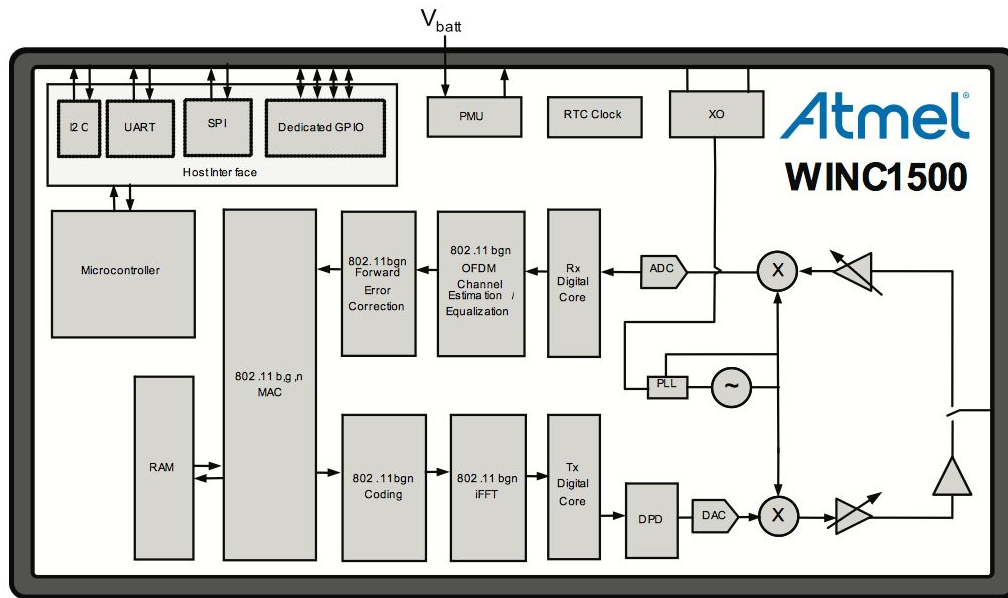 Vbatt
I2C
UART
SPI
Dedicated GPIO
Host Interface
PMU
RTC Clock
XO
Atmel®
WINC1500
Microcontroller
802.11 b,g,n
MAC
802.11bgn
Forward
Error
Correction
802.11 bgn
OFDM
Channel
Estimation /
Equalization
Rx
Digital
Core
ADC
X
PLL
~
RAM
802.11bgn
Coding
802.11 bgn
iFFT
Tx
Digital
Core
DPD
DAC
X